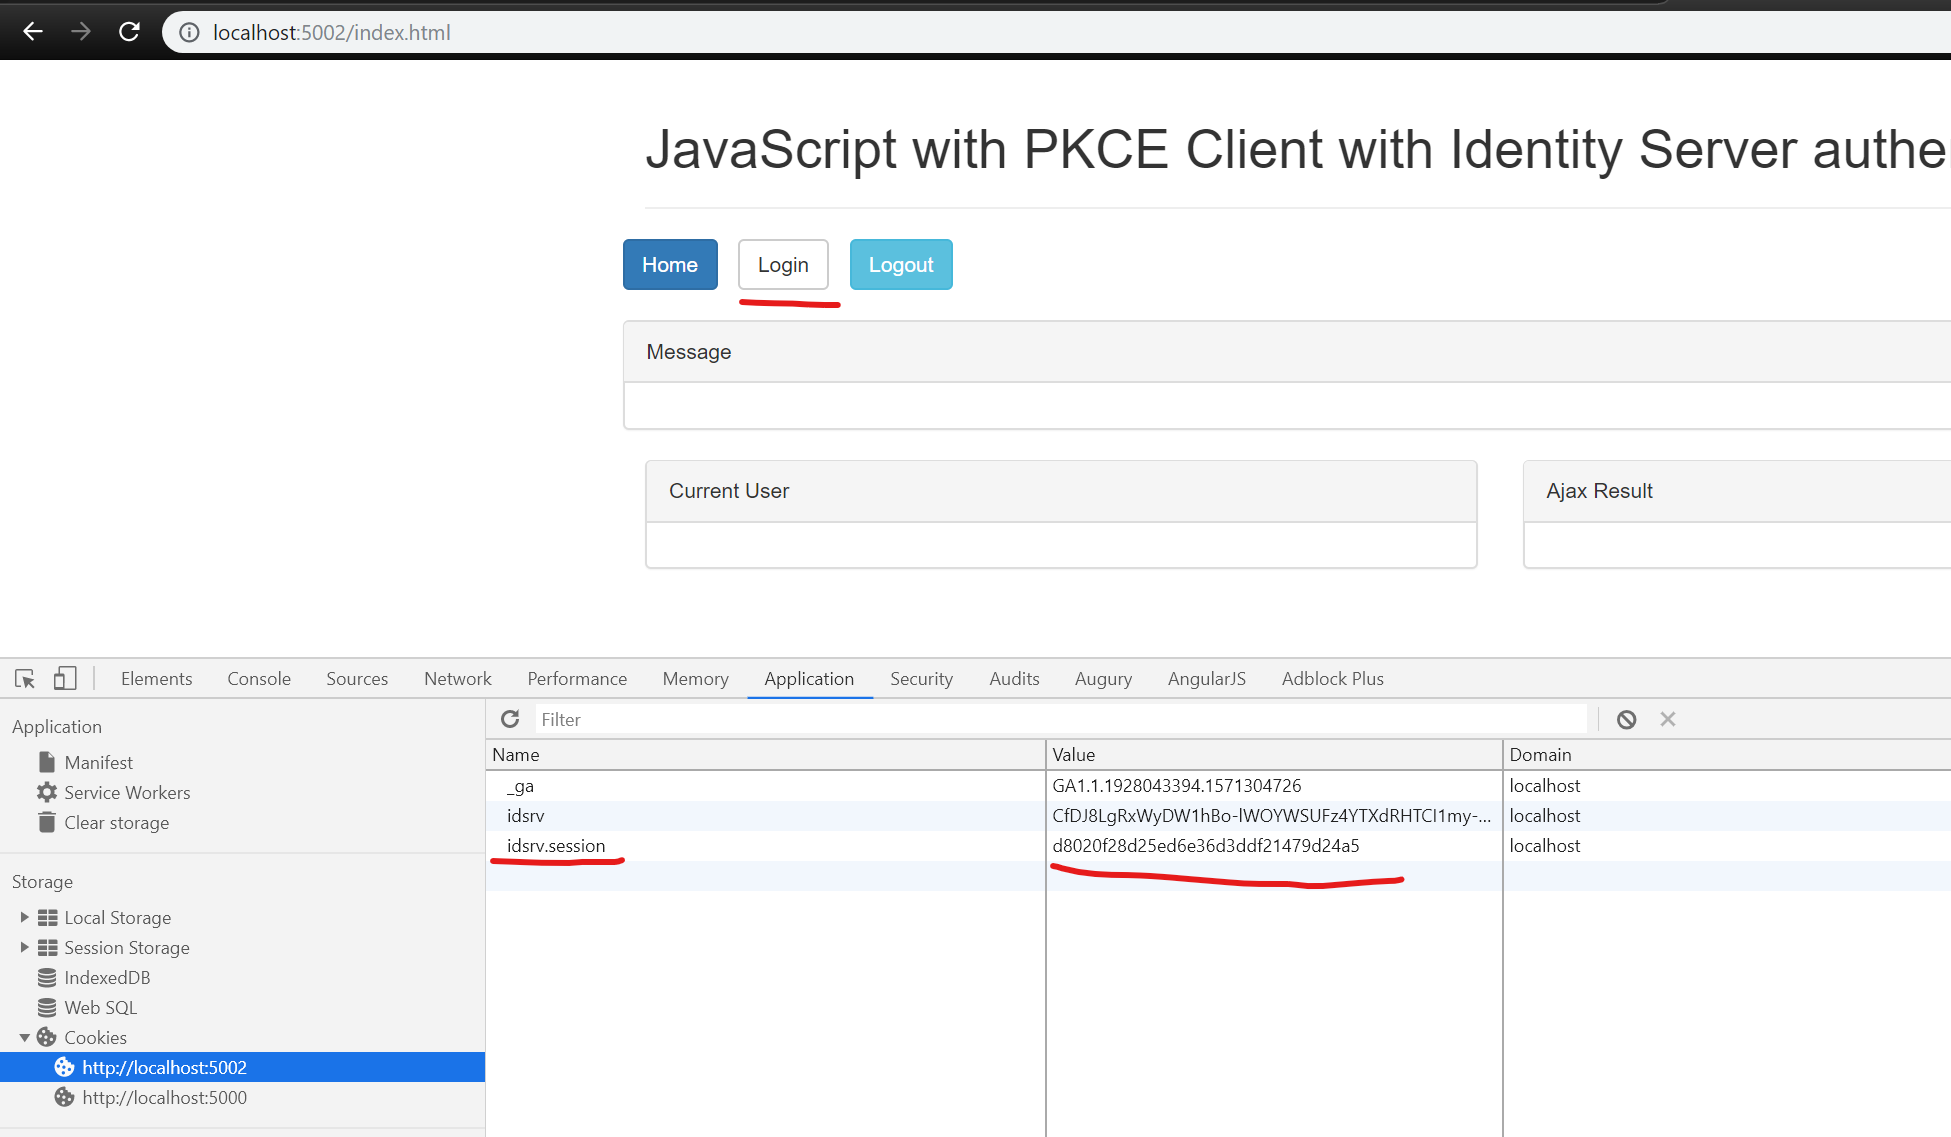 localhost:5002/index.html
JavaScript with PKCE Client with Identity Server authe
Home Login Logout
Message
Current User Ajax Result
Elements Console Sources Network Performance Memory Application Security Audits Augury AngularJS Adblock Plus
Application Filter
Name Value Domain
Manifest _ga GA1.1.1928043394.1571304726 localhost
Service Workers idsrv CfDJ8LgRxWyDW1hBo-lWOYWSUFz4YTXdRHTCl1my-... localhost
Clear storage idsrv.session d8020f28d25ed6e36d3ddf21479d24a5 localhost
Storage
Local Storage
Session Storage
IndexedDB
Web SQL
Cookies
http://localhost:5002
http://localhost:5000